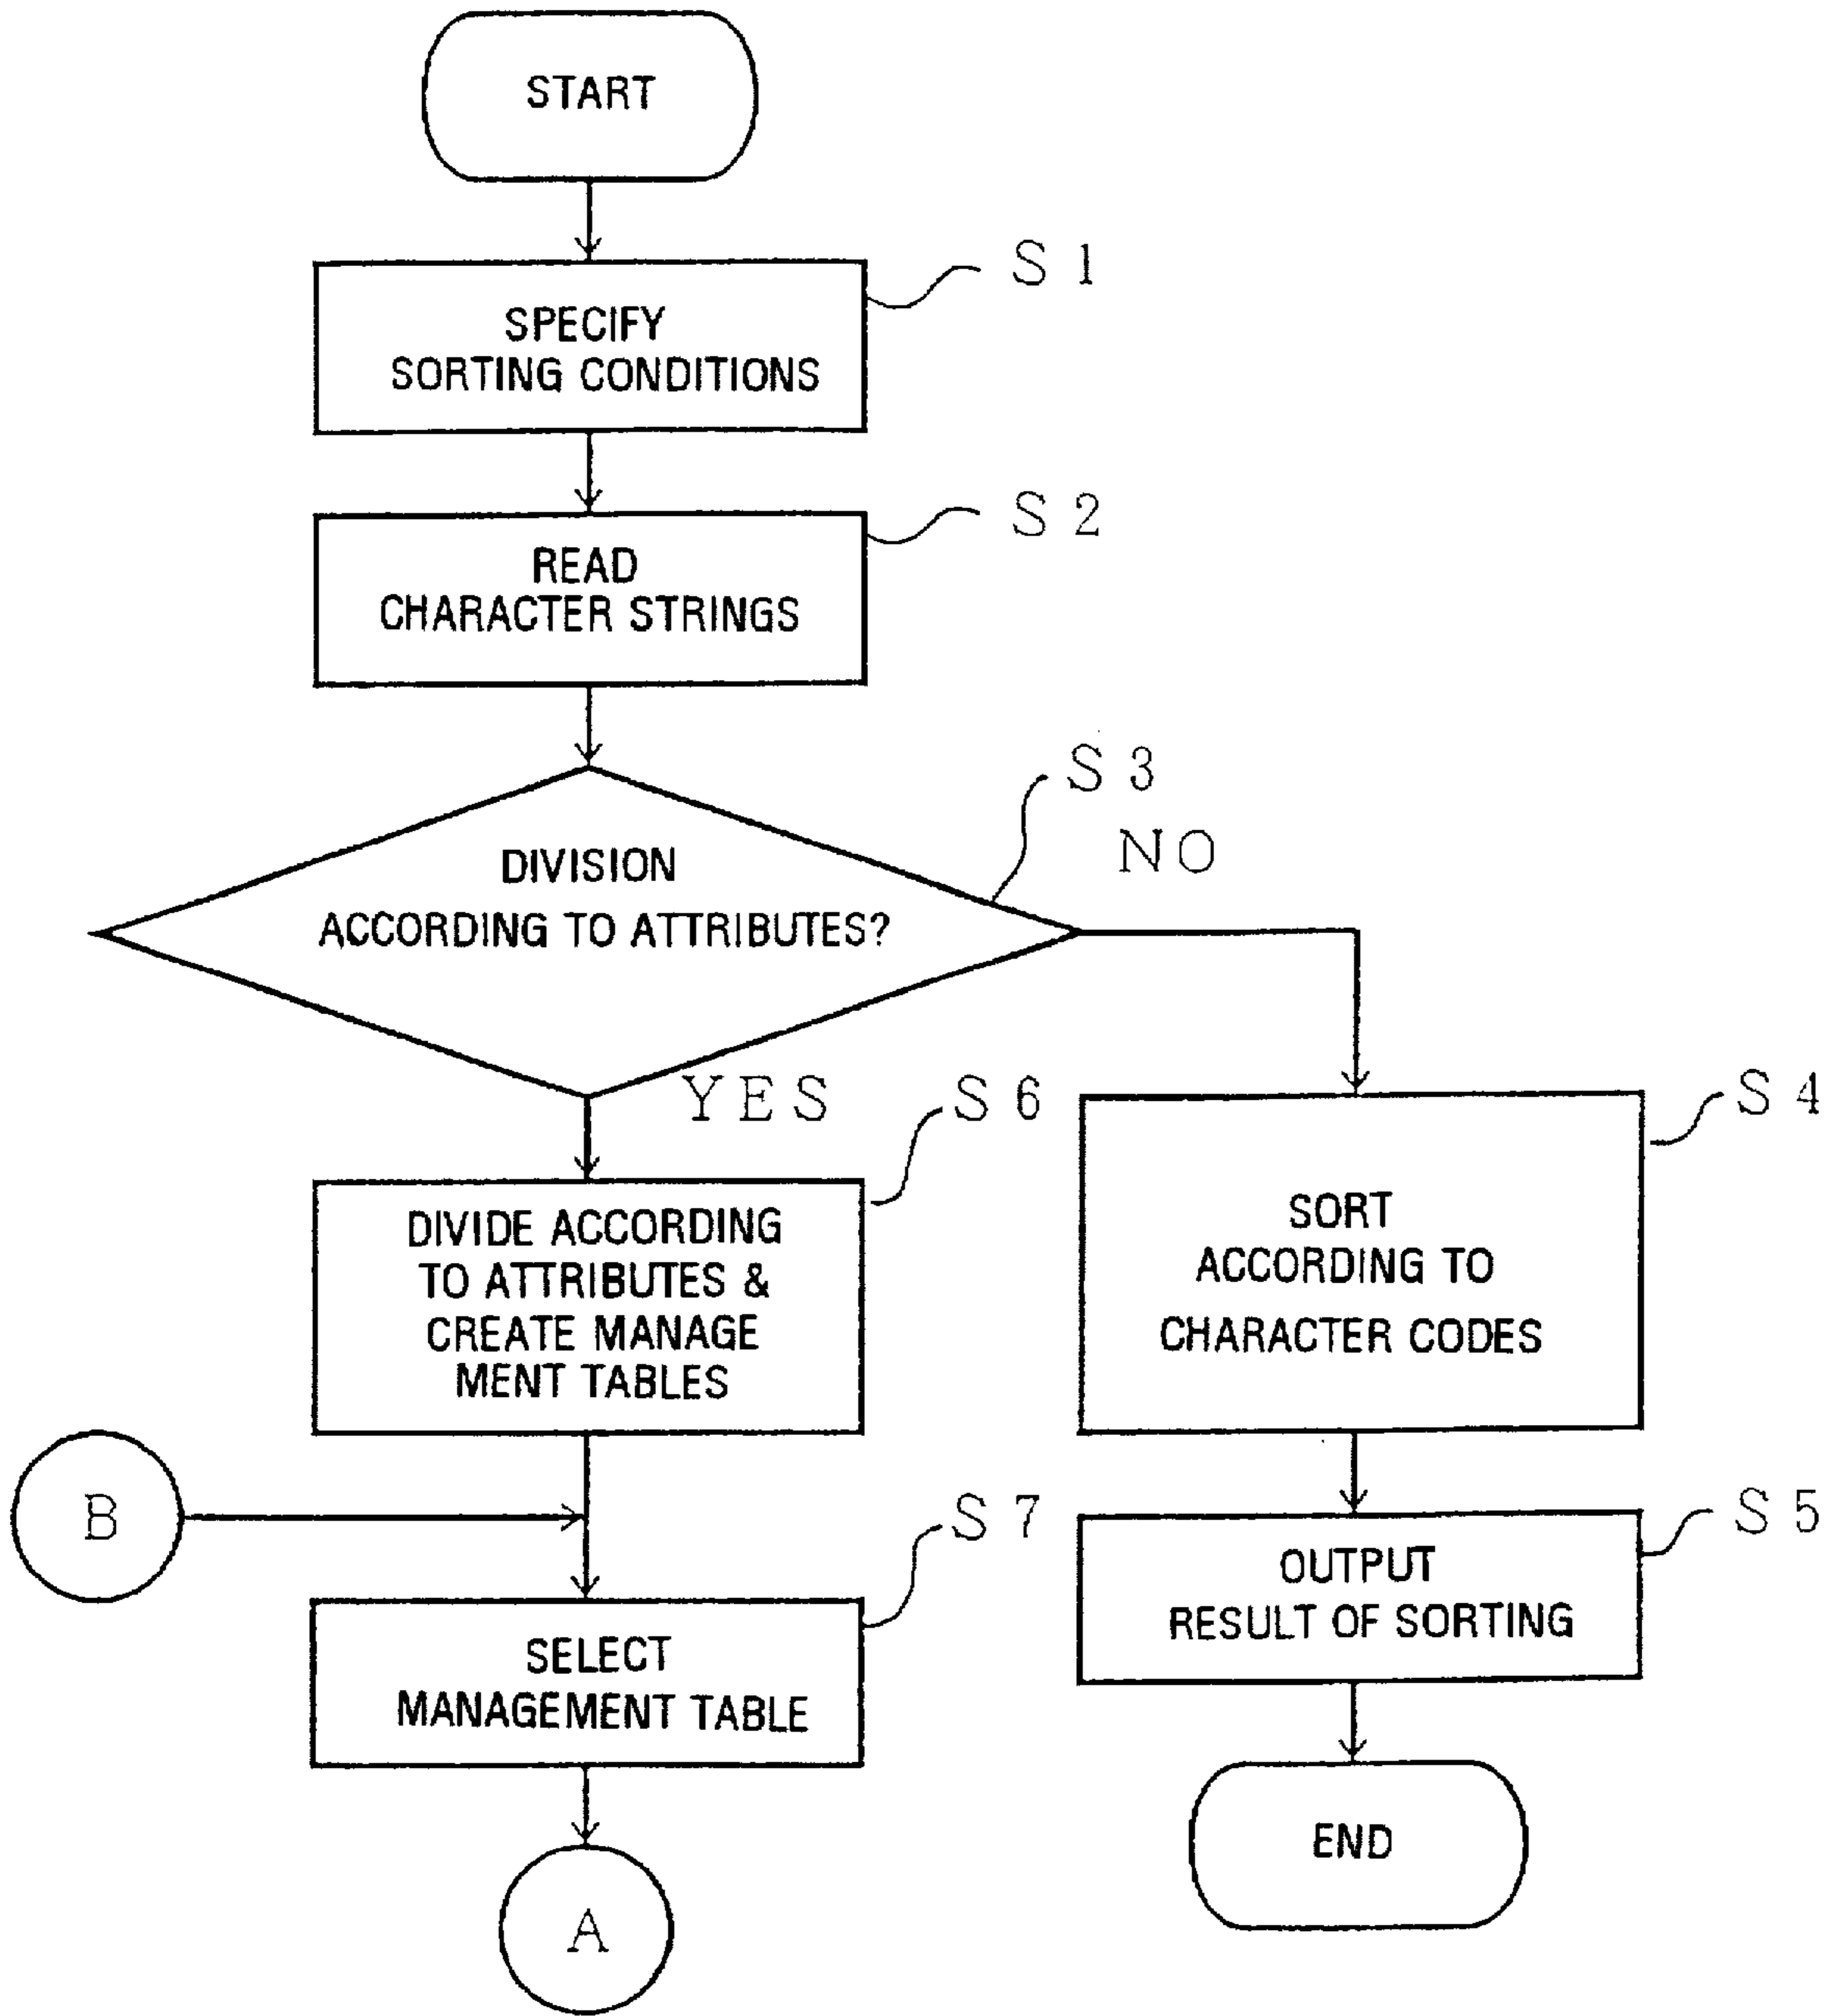 START
S 1
SPECIFY
SORTING CONDITIONS
S 2
READ
CHARACTER STRINGS
S 3
NO
DIVISION
ACCORDING TO ATTRIBUTES?
YES
S 6
DIVIDE ACCORDING
TO ATTRIBUTES &
CREATE MANAGE
MENT TABLES
S 4
SORT
ACCORDING TO
CHARACTER CODES
B
S 7
SELECT
MANAGEMENT TABLE
S 5
OUTPUT
RESULT OF SORTING
END
A